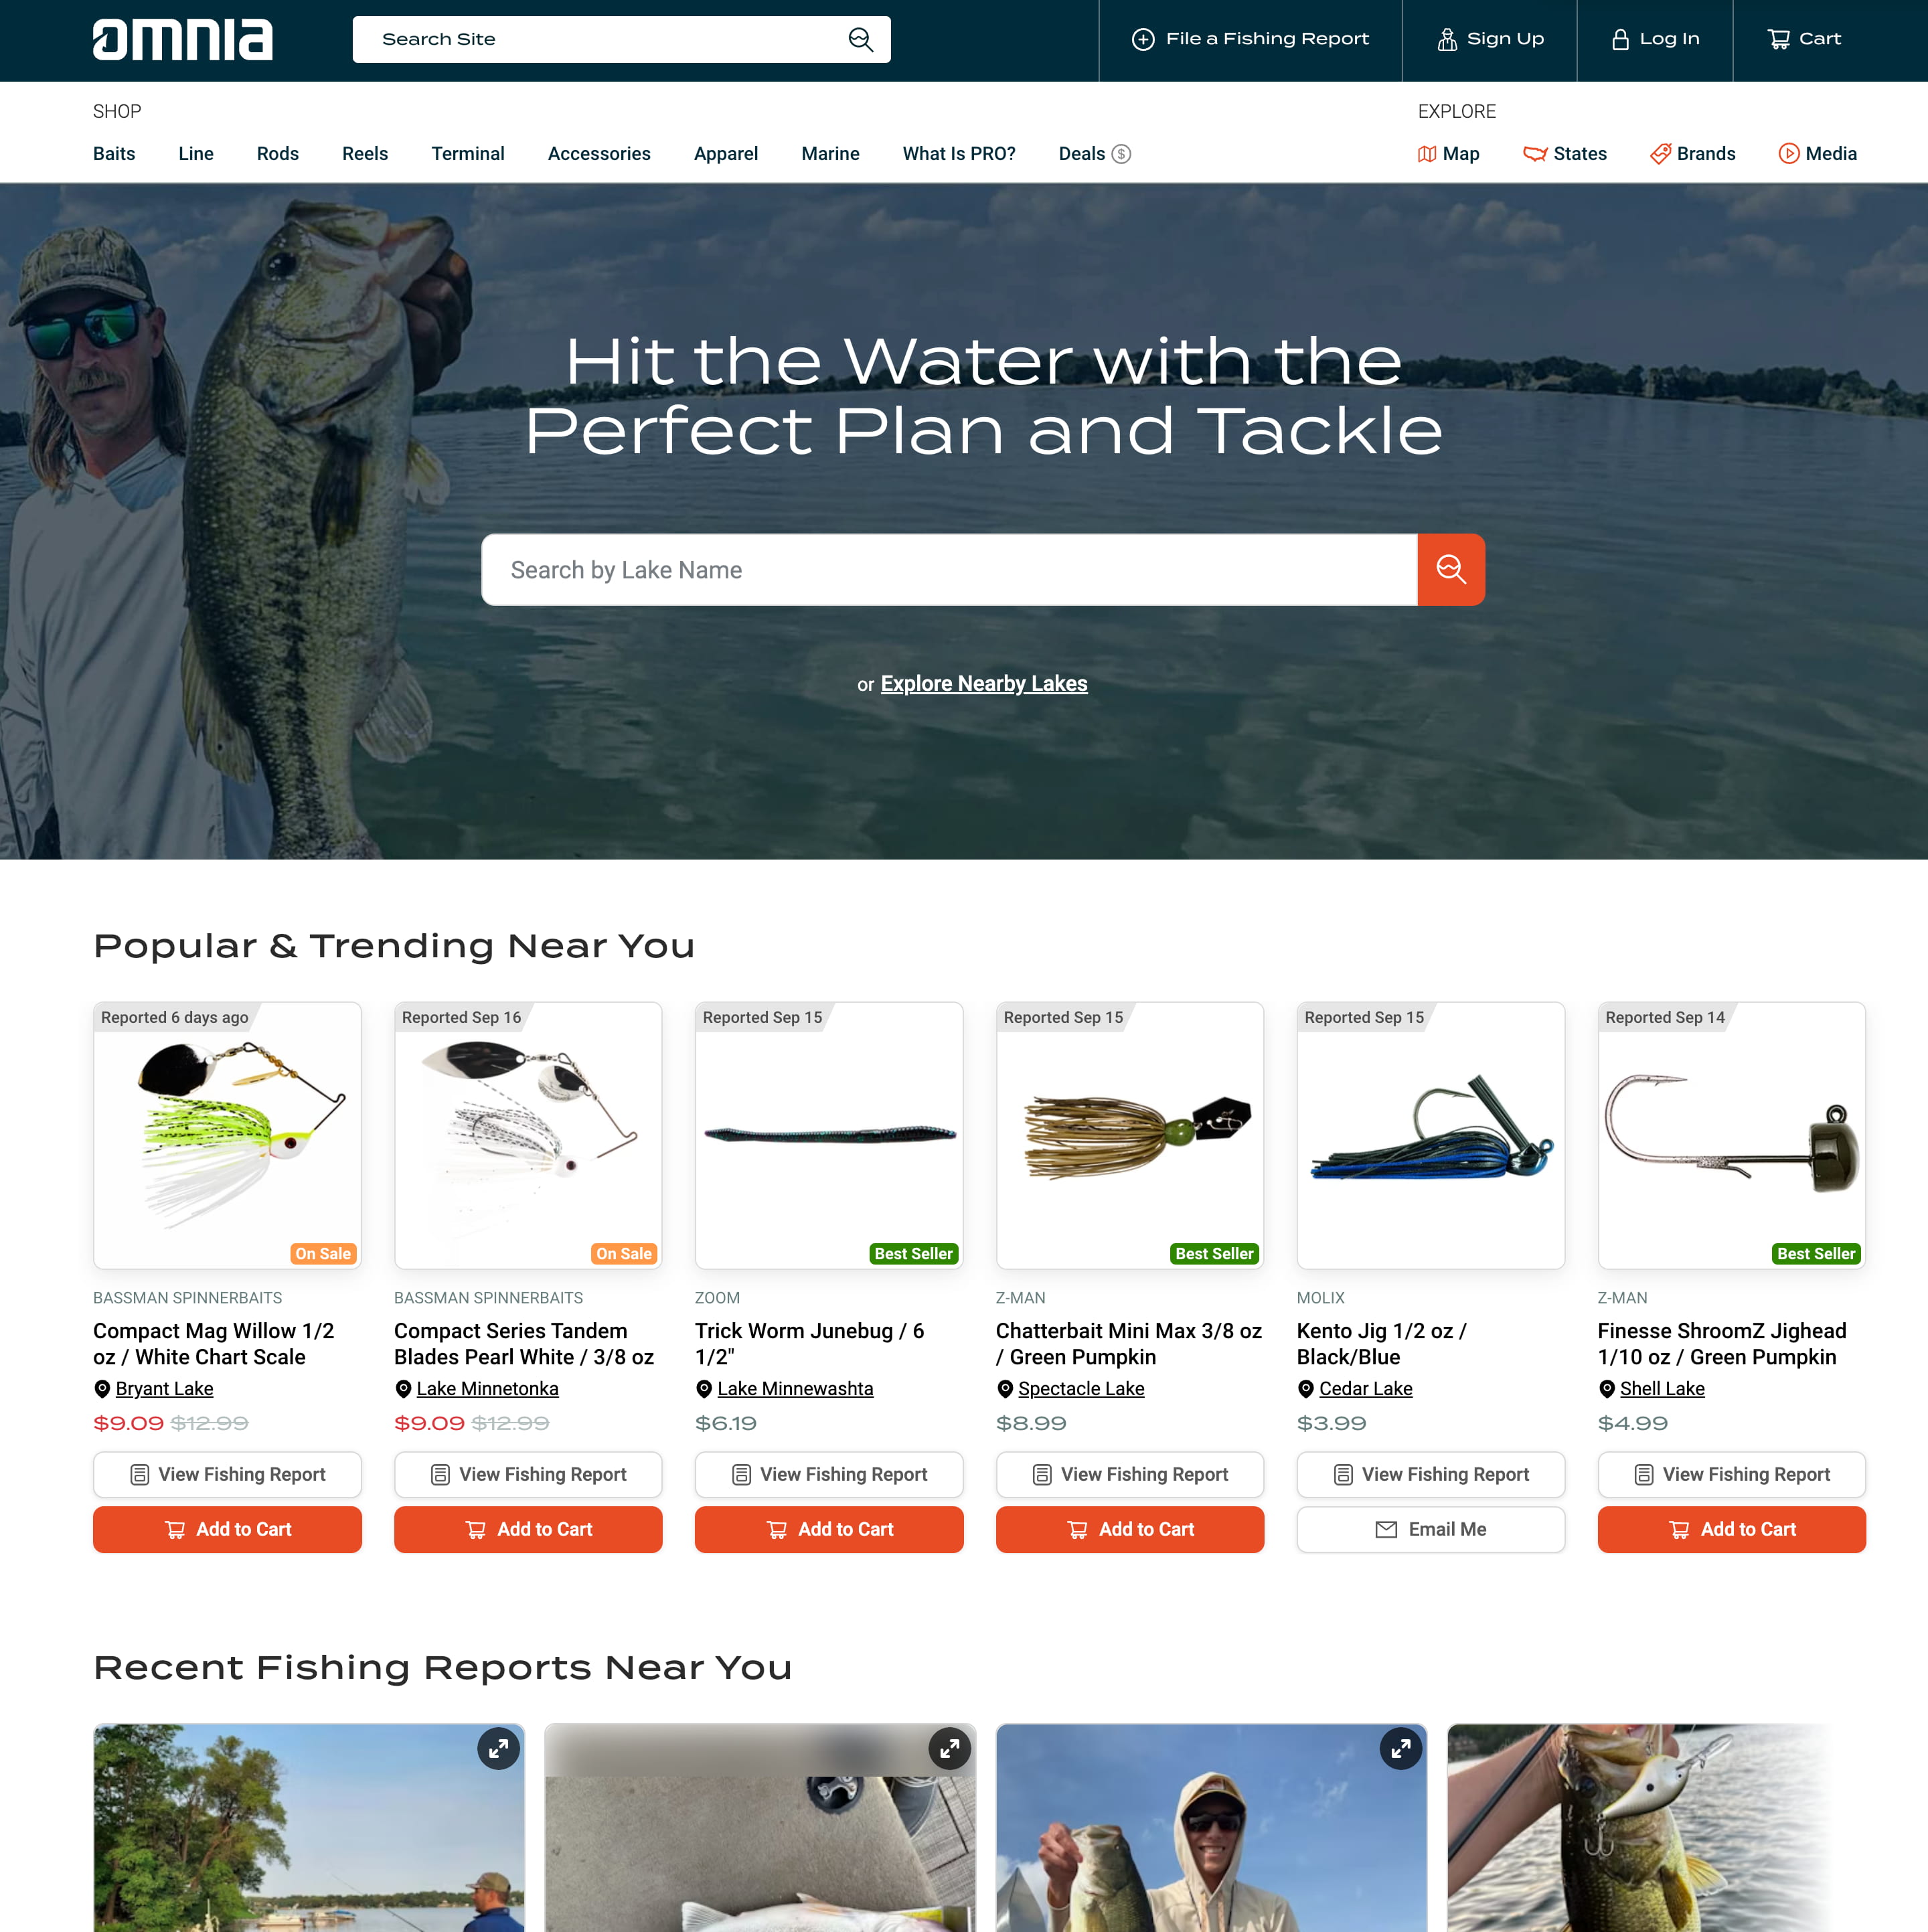 omnia
Search Site
File a Fishing Report
Sign Up
Log In
Cart
SHOP
Baits
Line
Rods
Reels
Terminal
Accessories
Apparel
Marine
What Is PRO?
Deals $
EXPLORE
Map
States
Brands
Media
Hit the Water with the
Perfect Plan and Tackle
Search by Lake Name
or Explore Nearby Lakes
Popular & Trending Near You
Reported 6 days ago
On Sale
BASSMAN SPINNERBAITS
Compact Mag Willow 1/2
oz / White Chart Scale
Bryant Lake
$9.09 $12.99
View Fishing Report
Add to Cart
Reported Sep 16
On Sale
BASSMAN SPINNERBAITS
Compact Series Tandem
Blades Pearl White / 3/8 oz
Lake Minnetonka
$9.09 $12.99
View Fishing Report
Add to Cart
Reported Sep 15
Best Seller
ZOOM
Trick Worm Junebug / 6
1/2"
Lake Minnewashta
$6.19
View Fishing Report
Add to Cart
Reported Sep 15
Best Seller
Z-MAN
Chatterbait Mini Max 3/8 oz
/ Green Pumpkin
Spectacle Lake
$8.99
View Fishing Report
Add to Cart
Reported Sep 15
MOLIX
Kento Jig 1/2 oz /
Black/Blue
Cedar Lake
$3.99
View Fishing Report
Email Me
Reported Sep 14
Best Seller
Z-MAN
Finesse ShroomZ Jighead
1/10 oz / Green Pumpkin
Shell Lake
$4.99
View Fishing Report
Add to Cart
Recent Fishing Reports Near You